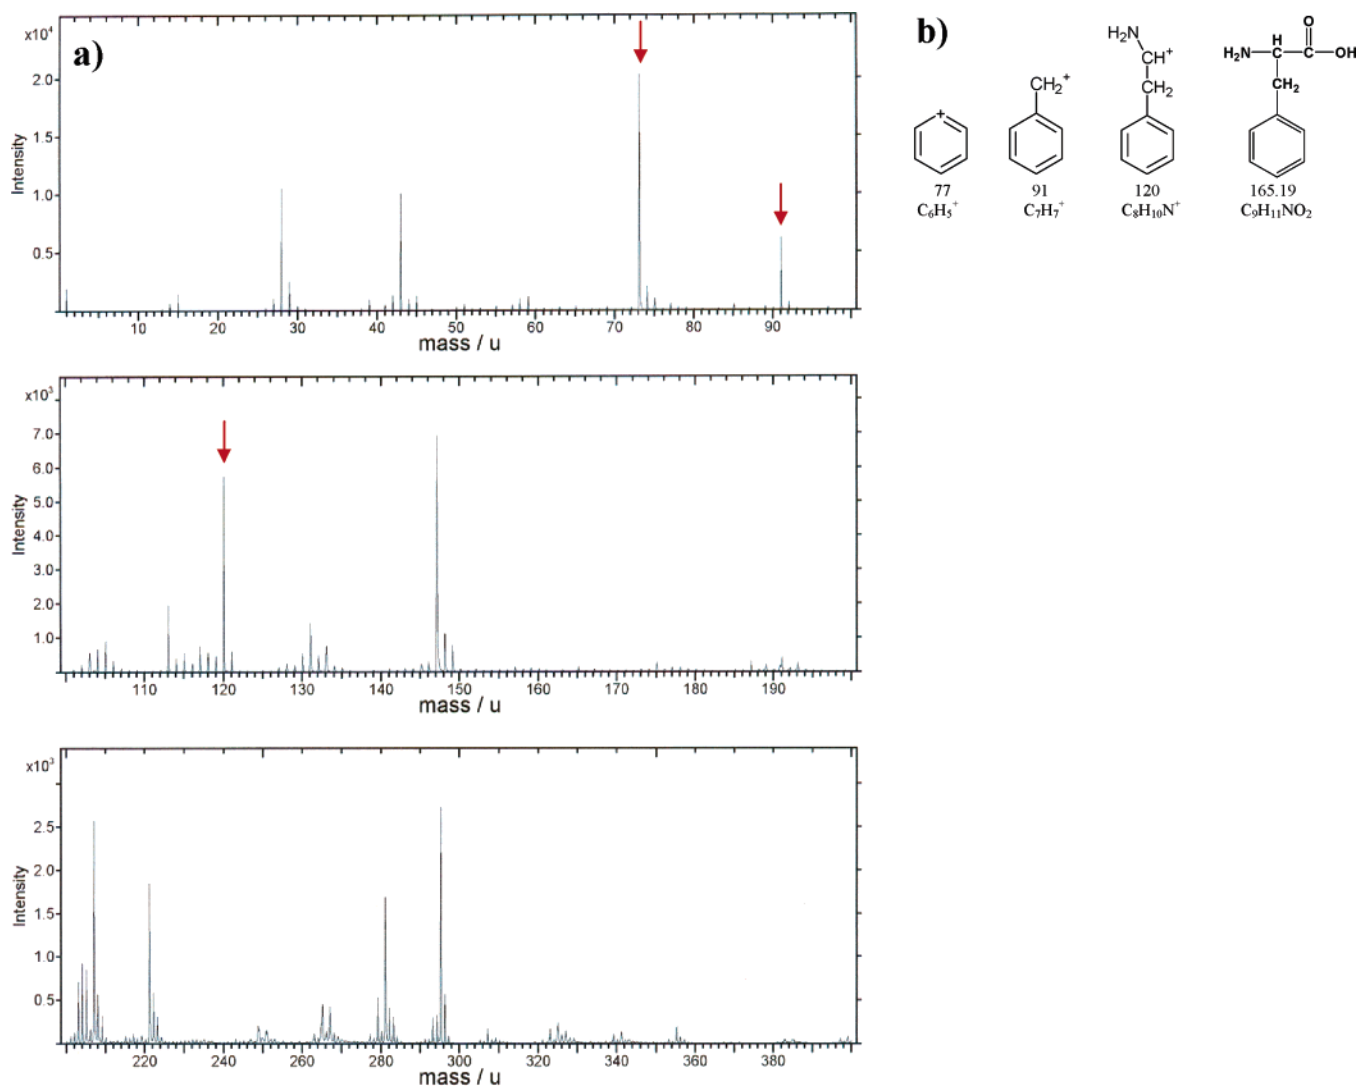 a)
x10⁴
2.0
1.5
1.0
0.5
Intensity
10 20 30 40 50 60 70 80 90
mass / u
x10³
7.0
6.0
5.0
4.0
3.0
2.0
1.0
Intensity
110 120 130 140 150 160 170 180 190
mass / u
x10³
2.5
2.0
1.5
1.0
0.5
Intensity
220 240 260 280 300 320 340 360 380
mass / u
b)
+
77
C₆H₅⁺
CH₂⁺
91
C₇H₇⁺
H₂N
CH⁺
CH₂
120
C₈H₁₀N⁺
O
H
H₂N C C OH
CH₂
165.19
C₉H₁₁NO₂